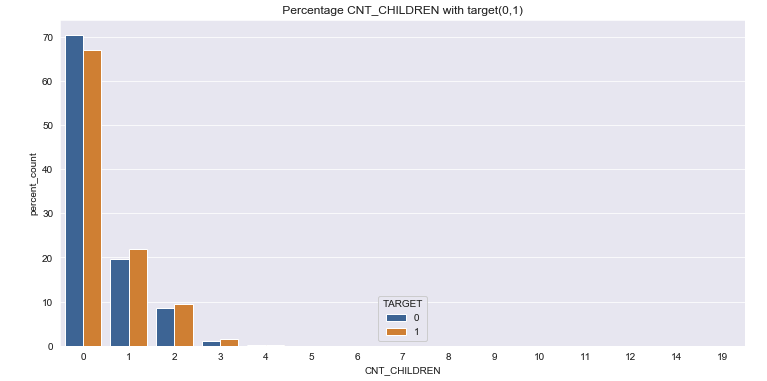 Percentage CNT_CHILDREN with target(0,1)
percent_count
70
60
50
40
30
20
10
0
TARGET
0
1
0 1 2 3 4 5 6 7 8 9 10 11 12 14 19
CNT_CHILDREN